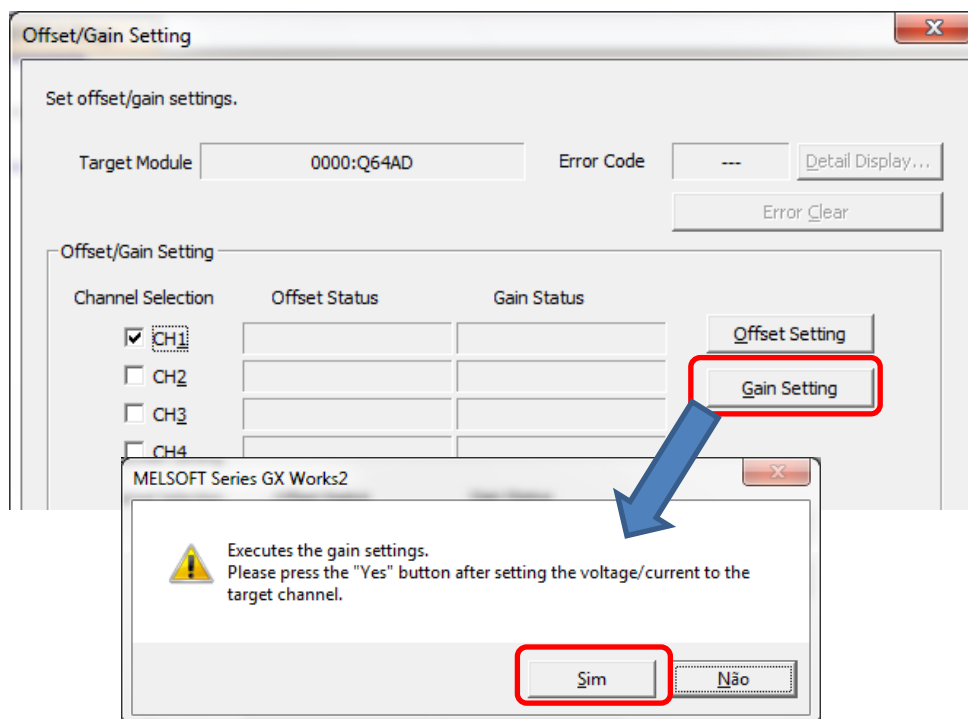 Offset/Gain Setting
Set offset/gain settings.
Target Module 0000:Q64AD Error Code --- Detail Display...
Error Clear
Offset/Gain Setting
Channel Selection Offset Status Gain Status
CH1 Offset Setting
CH2 Gain Setting
CH3
CH4
MELSOFT Series GX Works2
Executes the gain settings.
Please press the "Yes" button after setting the voltage/current to the
target channel.
Sim Não